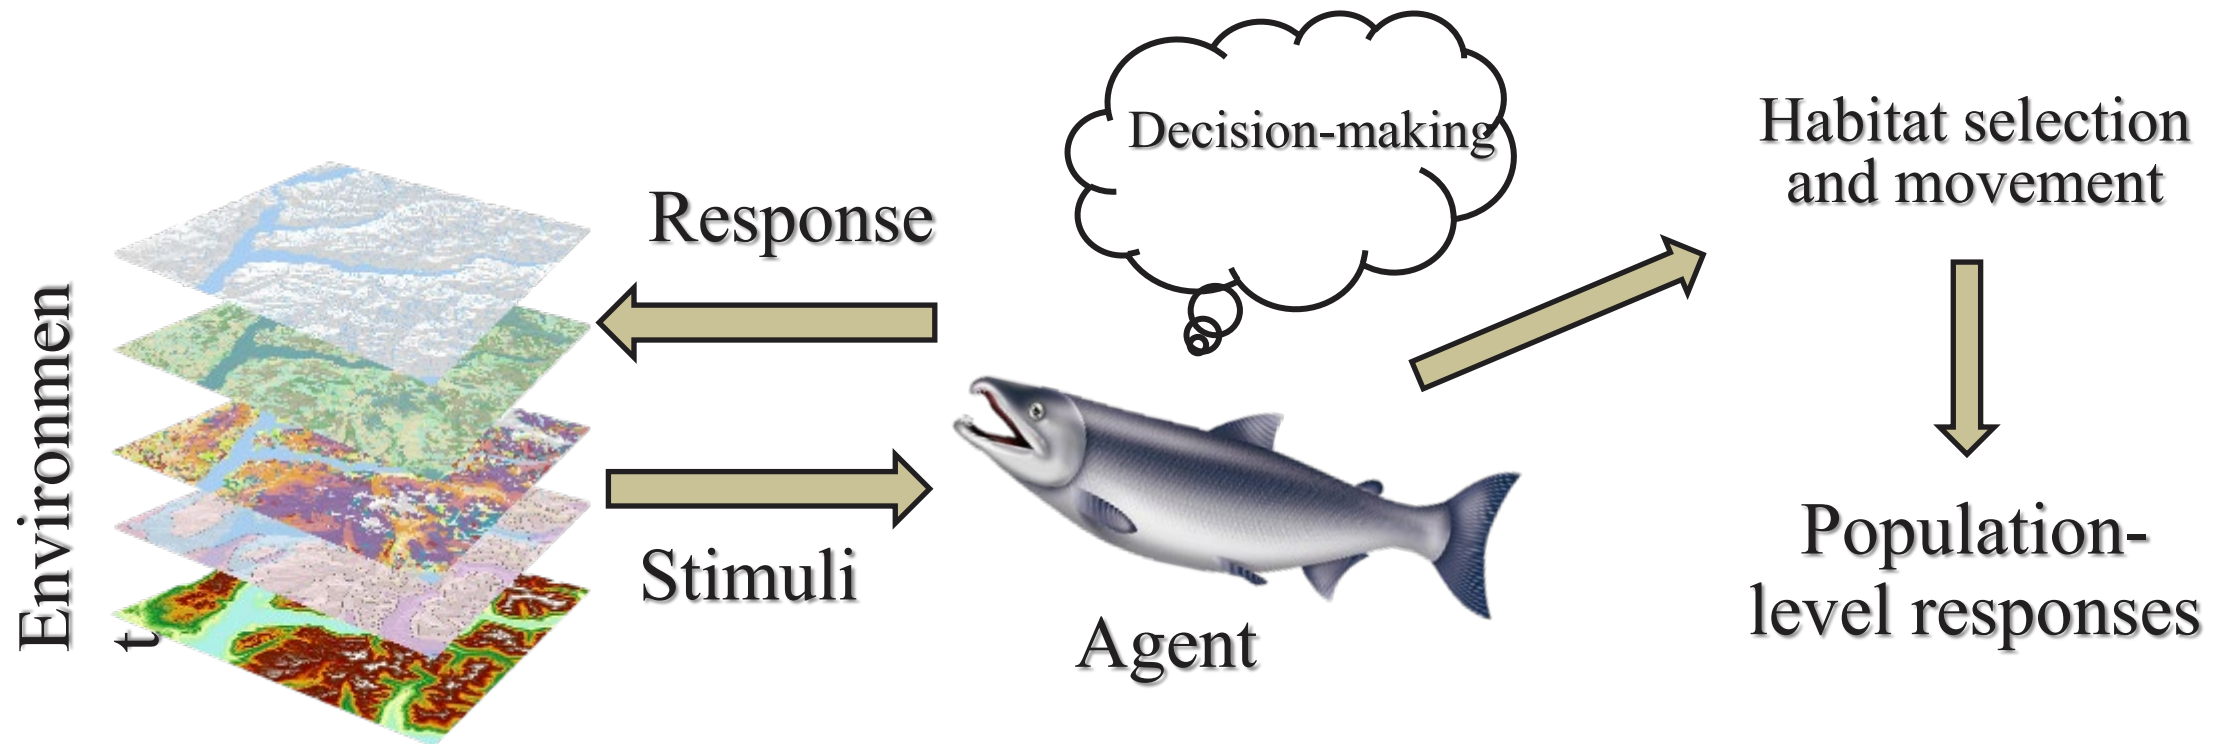 Environmen
t
Response
Stimuli
Decision-making
Agent
Habitat selection
and movement
Population-
level responses